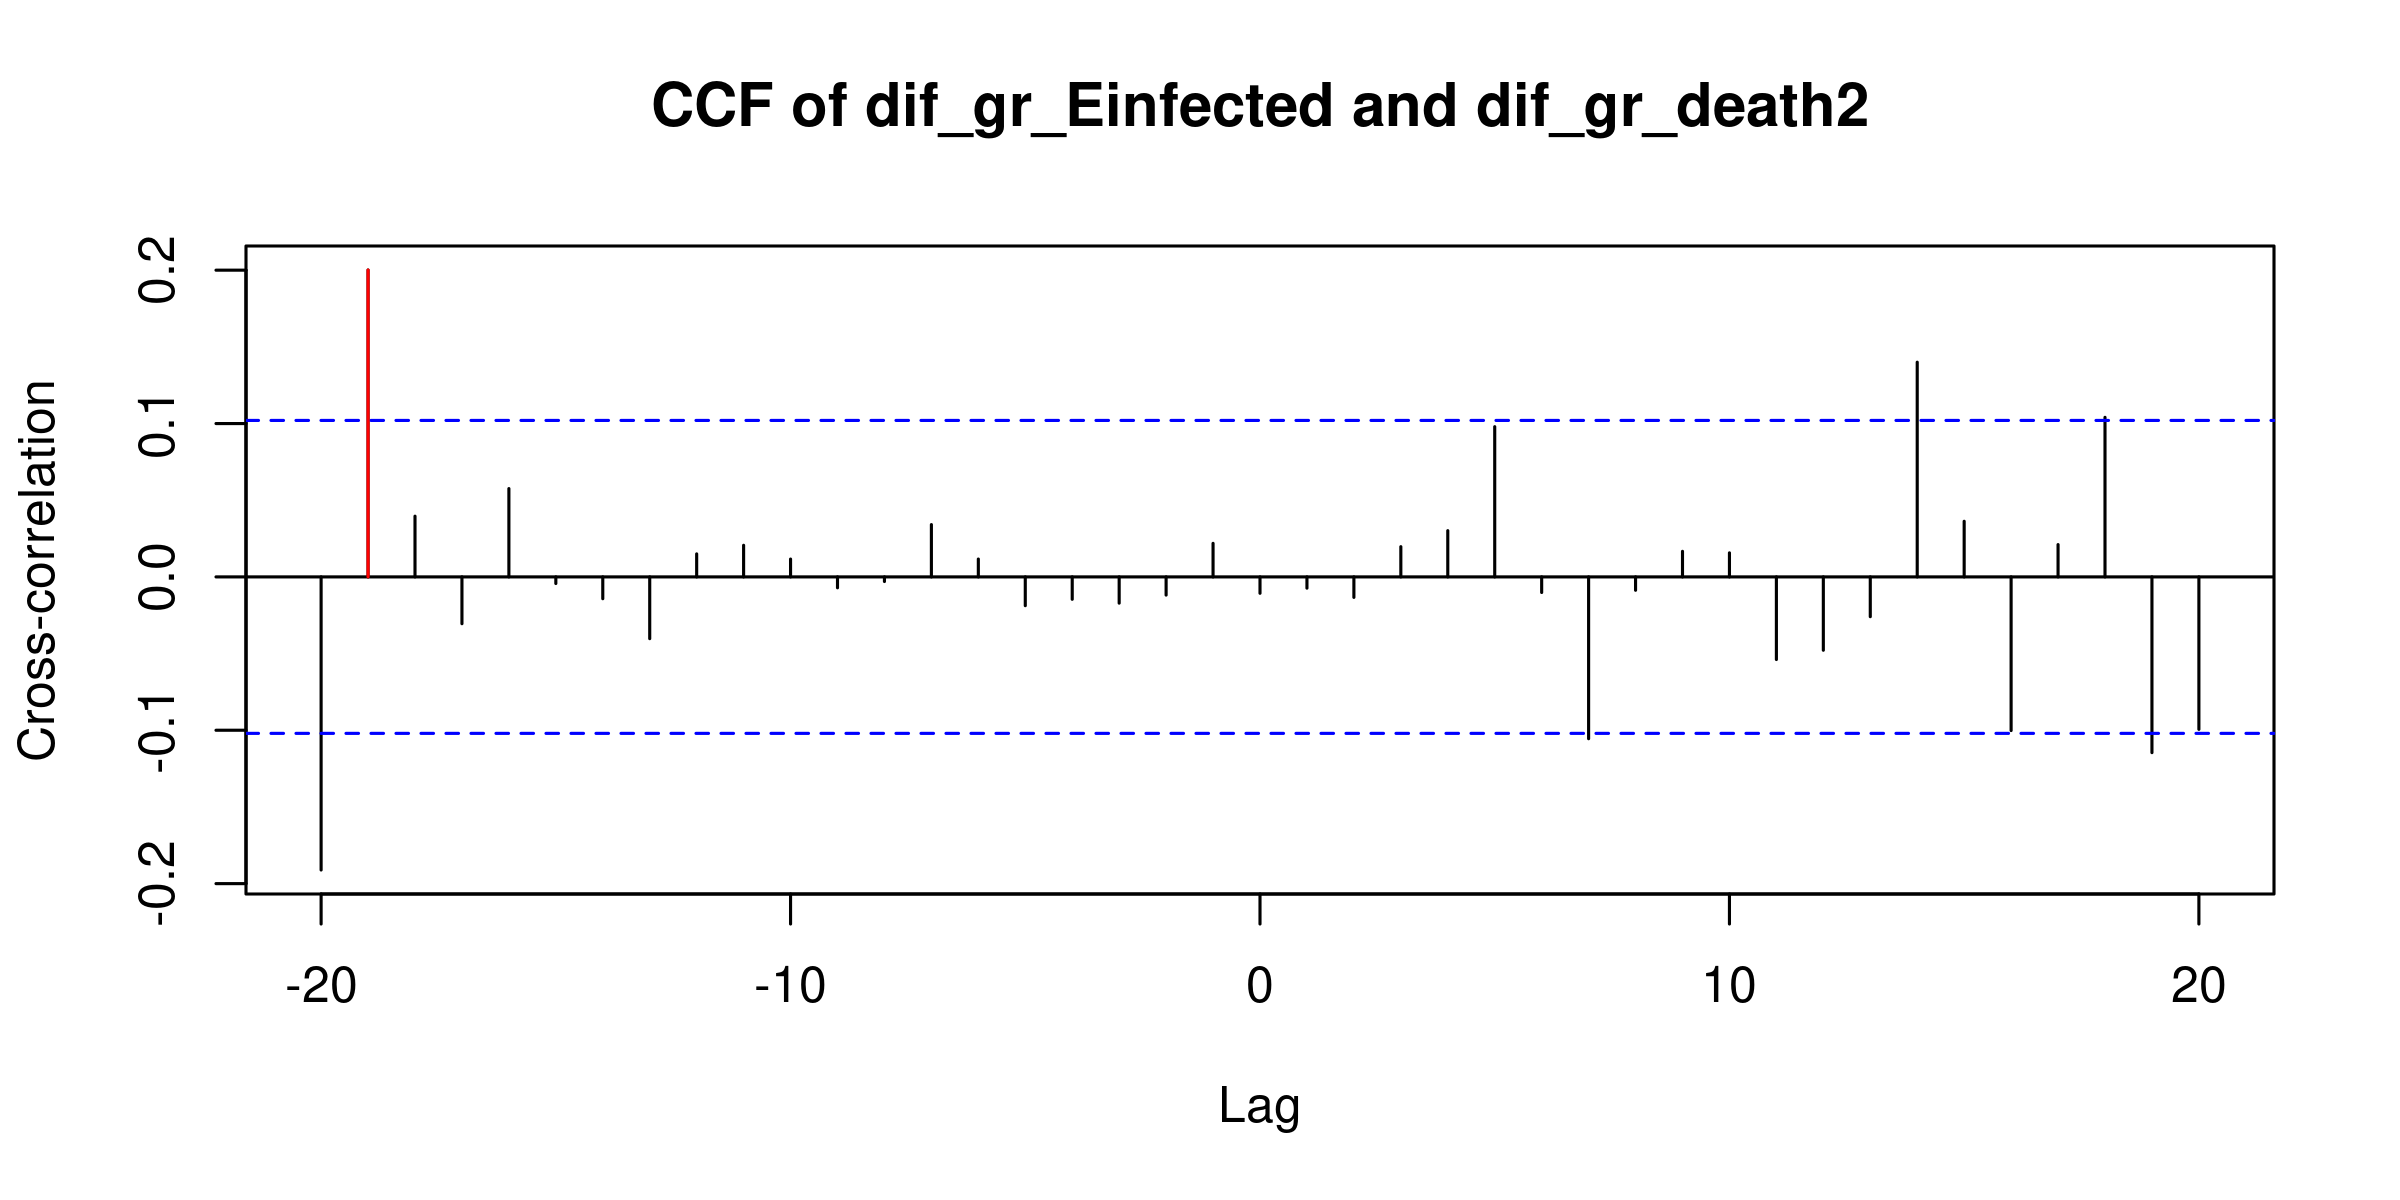 CCF of dif_gr_Einfected and dif_gr_death2
Cross-correlation
0.2
0.1
0.0
-0.1
-0.2
-20 -10 0 10 20
Lag